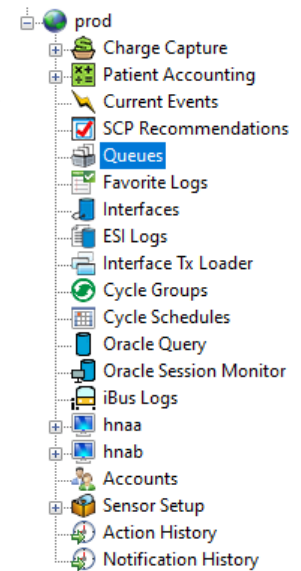 prod
Charge Capture
Patient Accounting
Current Events
SCP Recommendations
Queues
Favorite Logs
Interfaces
ESI Logs
Interface Tx Loader
Cycle Groups
Cycle Schedules
Oracle Query
Oracle Session Monitor
iBus Logs
hnaa
hnab
Accounts
Sensor Setup
Action History
Notification History